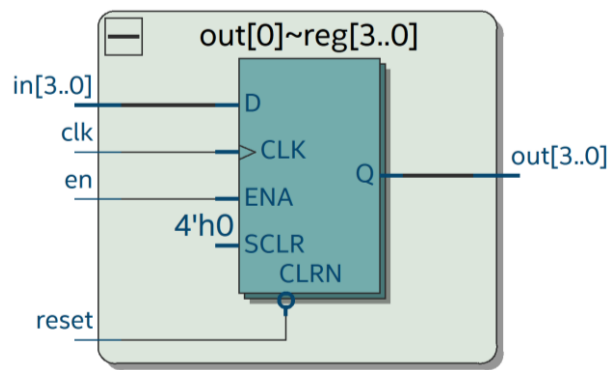 out[0]~reg[3..0]
in[3..0]
D
clk
CLK
out[3..0]
Q
en
ENA
4'h0
SCLR
CLRN
reset